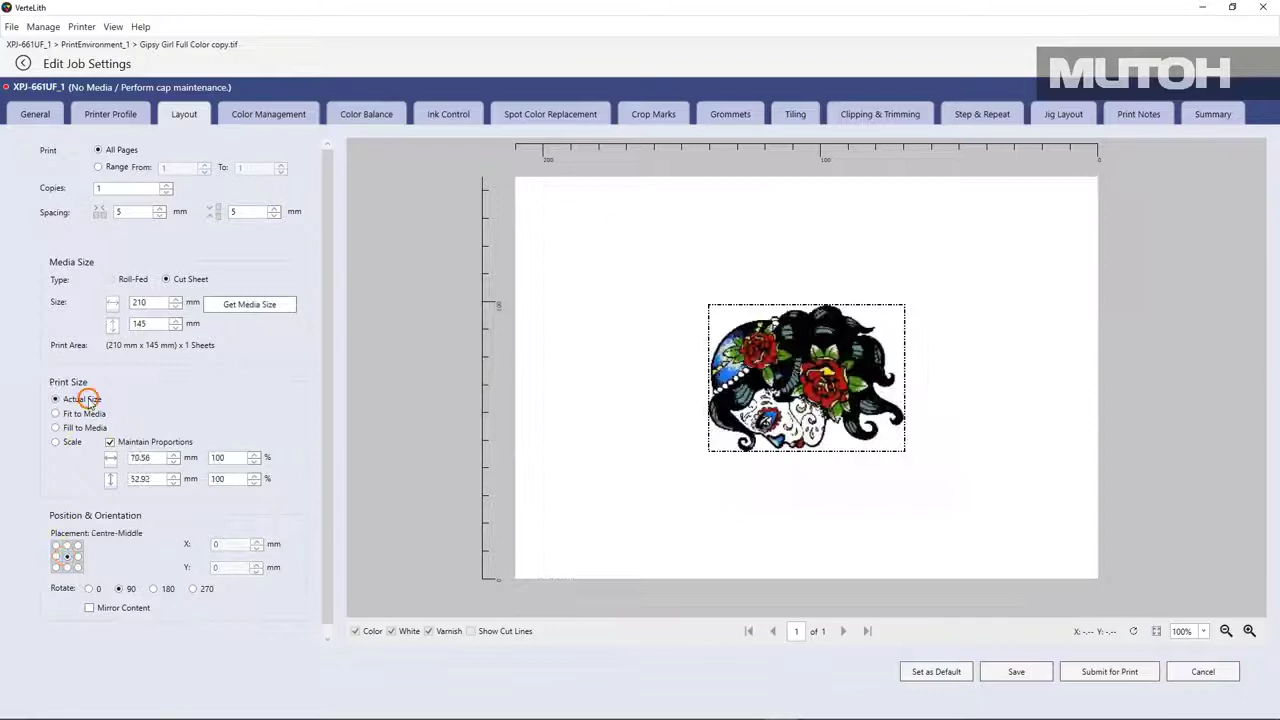 VerteLith
File Manage Printer View Help
XPJ-661UF_1 > PrintEnvironment_1 > Gipsy Girl Full Color copy.tif
Edit Job Settings
MUTOH
XPJ-661UF_1 (No Media / Perform cap maintenance.)
General Printer Profile Layout Color Management Color Balance Ink Control Spot Color Replacement Crop Marks Grommets Tiling Clipping & Trimming Step & Repeat Jig Layout Print Notes Summary
Print All Pages
Range From: 1 To: 1
Copies: 1
Spacing: 5 mm 5 mm
Media Size
Type: Roll-Fed Cut Sheet
Size: 210 mm Get Media Size
145 mm
Print Area: (210 mm x 145 mm) x 1 Sheets
Print Size
Actual Size
Fit to Media
Fill to Media
Scale Maintain Proportions
70.56 mm 100 %
52.92 mm 100 %
Position & Orientation
Placement: Centre-Middle
X: 0 mm
Y: 0 mm
Rotate: 0 90 180 270
Mirror Content
200 100 0
100
0
Color White Varnish Show Cut Lines 1 of 1 X: -.-- Y: -.-- 100%
Set as Default Save Submit for Print Cancel